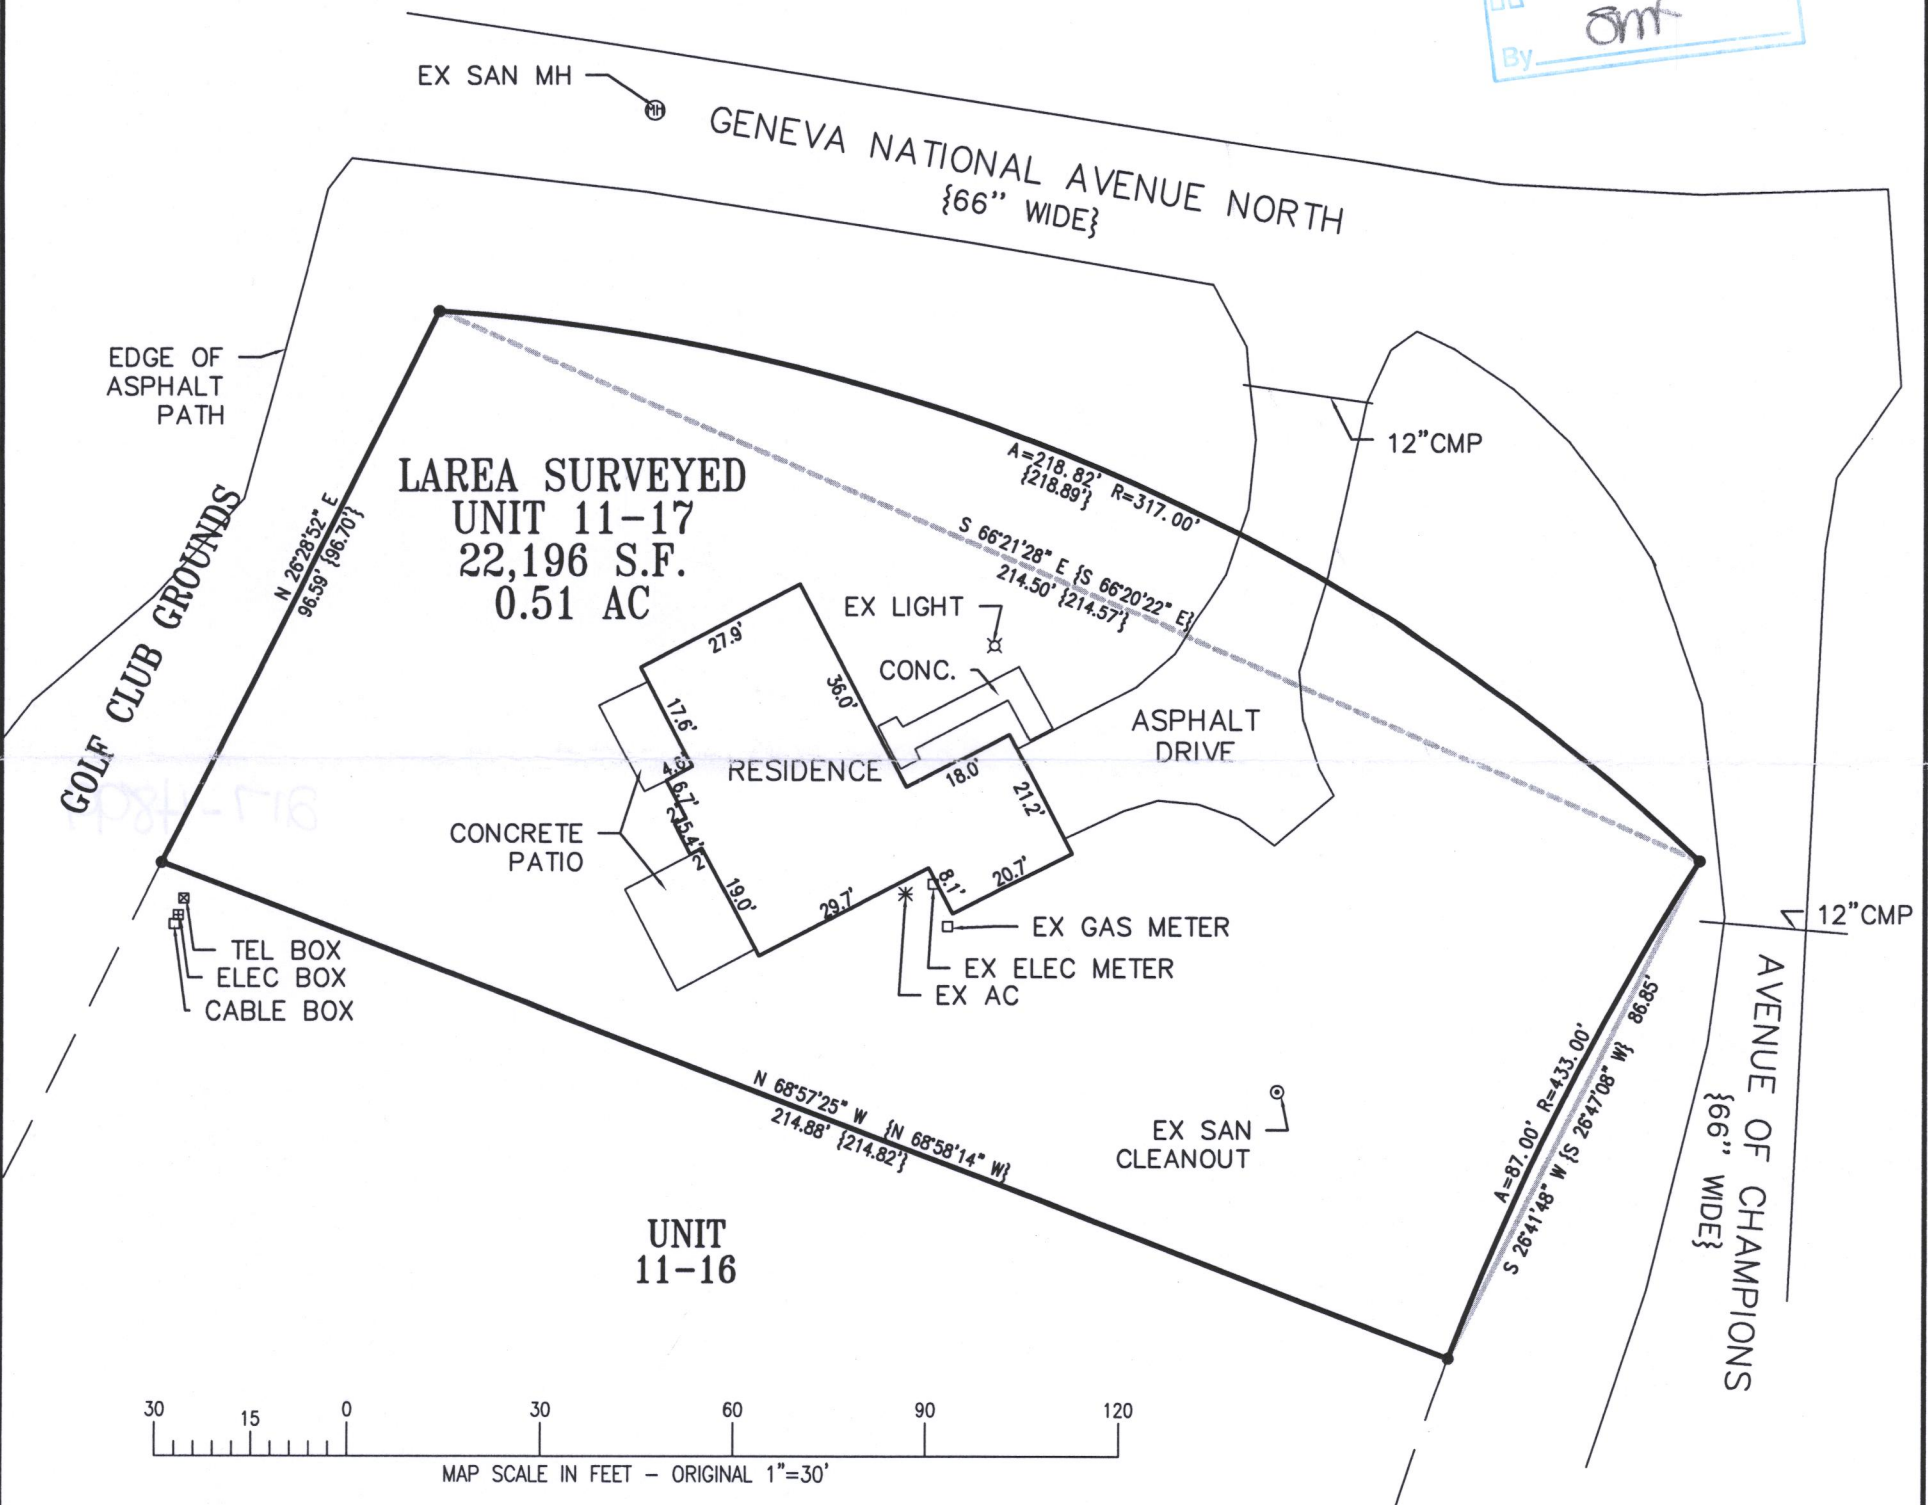 By
EX SAN MH
MH
GENEVA NATIONAL AVENUE NORTH
{66" WIDE}
EDGE OF
ASPHALT
PATH
12"CMP
A=218.82' R=317.00'
{218.89'}
LAREA SURVEYED
UNIT 11-17
22,196 S.F.
0.51 AC
N 26°28'52" E
96.59' {96.70'}
GOLF CLUB GROUNDS
S 66°21'28" E {S 66°20'22" E}
214.50' {214.57'}
EX LIGHT
CONC.
27.9'
36.0'
17.6'
4.6'
6.7'
5.4'
19.0'
29.7'
8.1'
20.7'
21.2'
18.0'
RESIDENCE
ASPHALT
DRIVE
CONCRETE
PATIO
12"CMP
TEL BOX
ELEC BOX
CABLE BOX
EX GAS METER
EX ELEC METER
EX AC
AVENUE OF CHAMPIONS
{66" WIDE}
A=87.00' R=433.00'
S 26°41'48" W {S 26°47'08" W} 86.85'
N 68°57'25" W {N 68°58'14" W}
214.88' {214.82'}
EX SAN
CLEANOUT
UNIT
11-16
30 15 0 30 60 90 120
MAP SCALE IN FEET - ORIGINAL 1"=30'